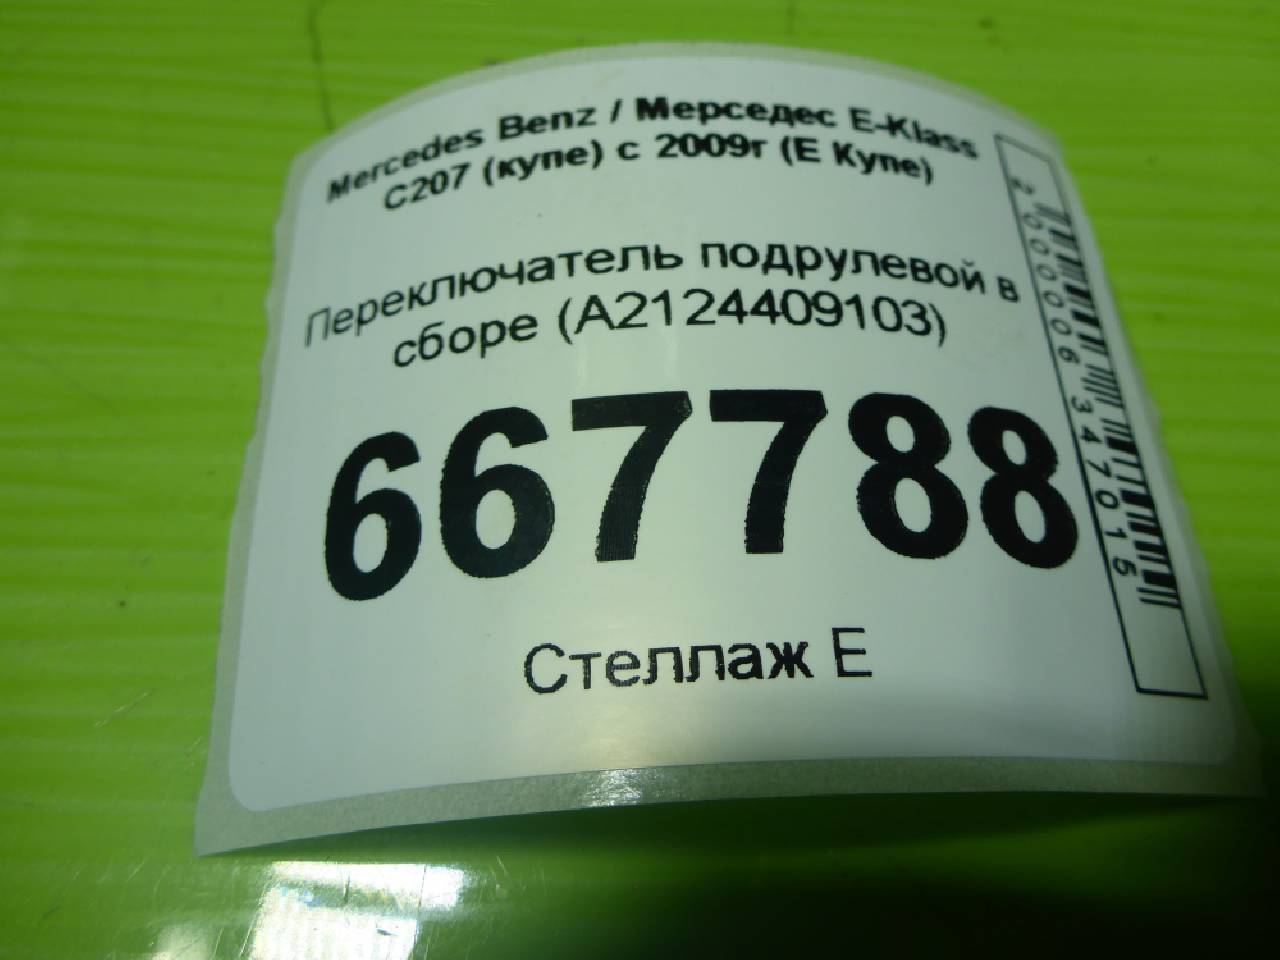 Mercedes Benz / Мерседес E-Klass
C207 (купе) с 2009г (Е Купе)
Переключатель подрулевой в
сборе (A2124409103)
667788
Стеллаж Е
2000006347015